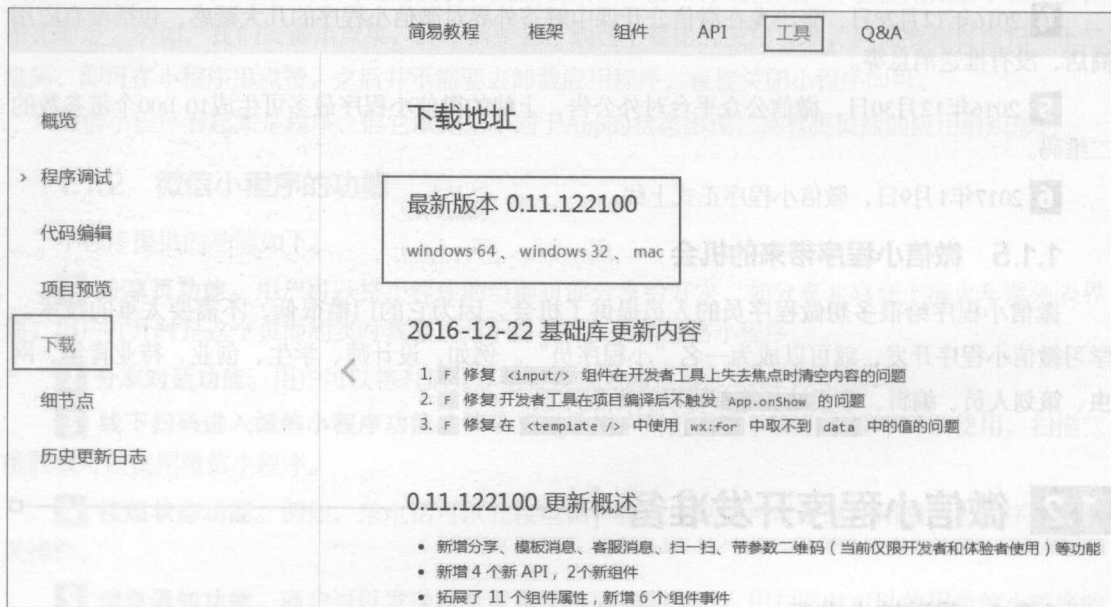 简易教程 框架 组件 API 工具 Q&A
概览
程序调试
代码编辑
项目预览
下载
细节点
历史更新日志
下载地址
最新版本 0.11.122100
windows 64、windows 32、mac
2016-12-22 基础库更新内容
1. F 修复 <input/> 组件在开发者工具上失去焦点时清空内容的问题
2. F 修复开发者工具在项目编译后不触发 App.onShow 的问题
3. F 修复在 <template/> 中使用 wx:for 中取不到 data 中的值的问题
0.11.122100 更新概述
• 新增分享、模板消息、客服消息、扫一扫、带参数二维码（当前仅限开发者和体验者使用）等功能
• 新增 4 个新 API，2个新组件
• 拓展了 11 个组件属性，新增 6 个组件事件